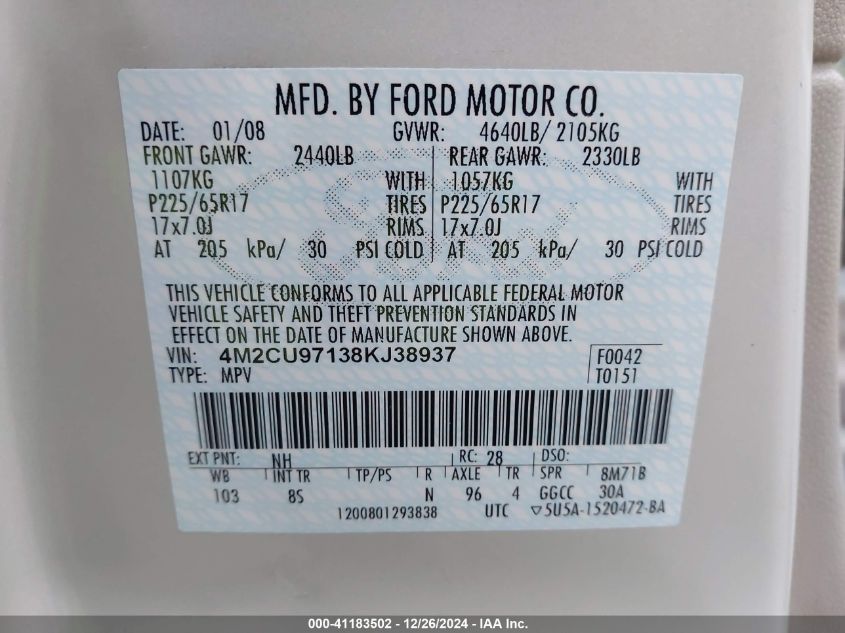 MFD. BY FORD MOTOR CO.
DATE: 01/08 GVWR: 4640LB/ 2105KG
FRONT GAWR: 2440LB REAR GAWR: 2330LB
1107KG WITH 1057KG WITH
P225/65R17 TIRES P225/65R17 TIRES
17x7.0J RIMS 17x7.0J RIMS
AT 205 kPa/ 30 PSI COLD AT 205 kPa/ 30 PSI COLD
THIS VEHICLE CONFORMS TO ALL APPLICABLE FEDERAL MOTOR
VEHICLE SAFETY AND THEFT PREVENTION STANDARDS IN
EFFECT ON THE DATE OF MANUFACTURE SHOWN ABOVE.
VIN: 4M2CU97138KJ38937 F0042
TYPE: MPV T0151
EXT PNT: NH RC: 28 DSO:
WB INT TR TP/PS R AXLE TR SPR 8M71B
103 8S N 96 4 GGCC 30A
1200801293838 UTC ▽5U5A-1520472-BA
000-41183502 - 12/26/2024 - IAA Inc.